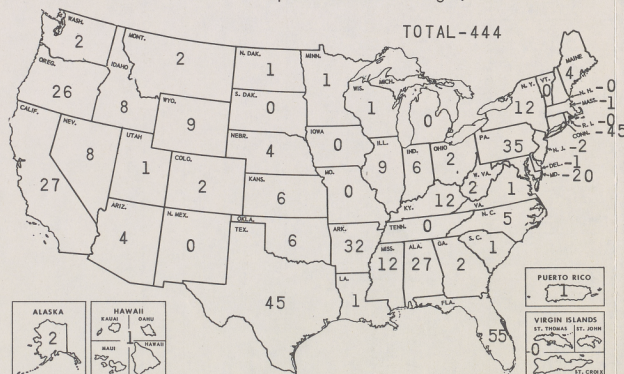 TOTAL-444
WASH.
2
MONT.
2
N. DAK.
1
MINN.
1
OREG.
26
IDAHO
8
WYO.
9
S. DAK.
0
WIS.
1
MICH.
0
N. Y.
12
VT.
0
MAINE
4
N. H.-0
MASS.-1
R. I.-0
CONN.-45
N. J.-2
DEL.-1
MD.-20
CALIF.
27
NEV.
8
UTAH
1
COLO.
2
NEBR.
4
IOWA
0
ILL.
9
IND.
6
OHIO
2
PA.
35
W. VA.
2
VA.
1
KANS.
6
MO.
0
KY.
12
ARIZ.
4
N. MEX.
0
OKLA.
6
ARK.
32
TENN.
0
N. C.
5
S. C.
1
TEX.
45
LA.
1
MISS.
12
ALA.
27
GA.
2
FLA.
55
PUERTO RICO
1
ALASKA
2
HAWAII
KAUAI
OAHU
1
MAUI
HAWAII
VIRGIN ISLANDS
ST. THOMAS
ST. JOHN
0
ST. CROIX